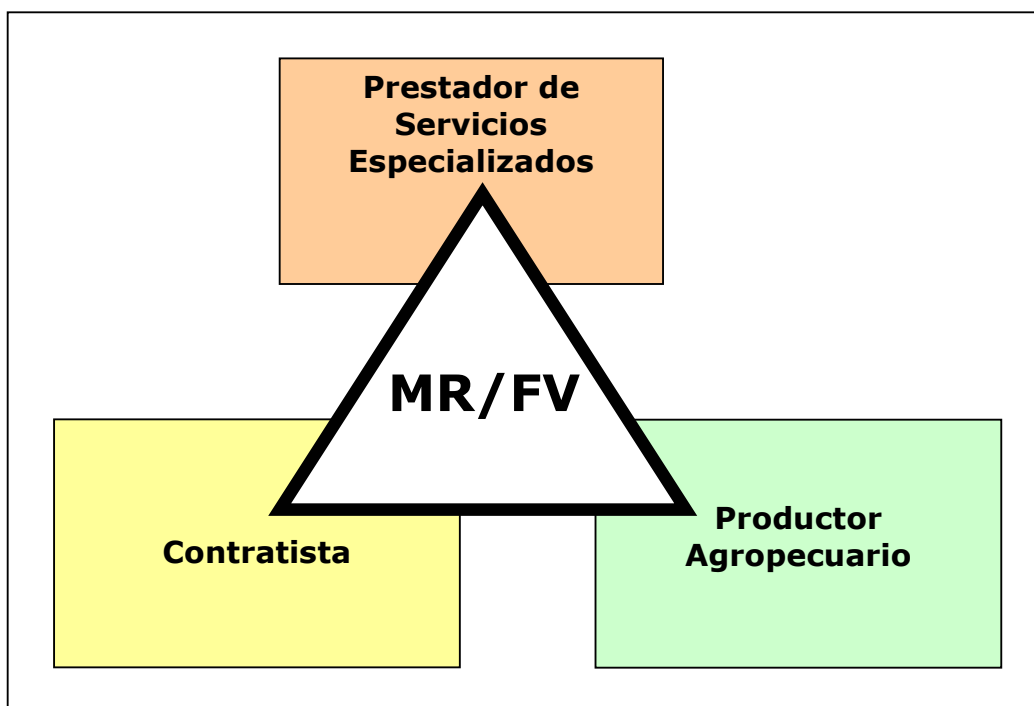 Prestador de
Servicios
Especializados
MR/FV
Contratista
Productor
Agropecuario